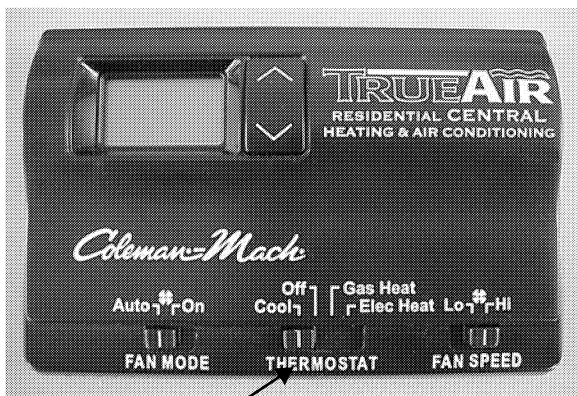 TRUEAIR
RESIDENTIAL CENTRAL
HEATING & AIR CONDITIONING
Coleman-Mach
Off Gas Heat
Auto On Cool Elec Heat Lo Hi
FAN MODE THERMOSTAT FAN SPEED